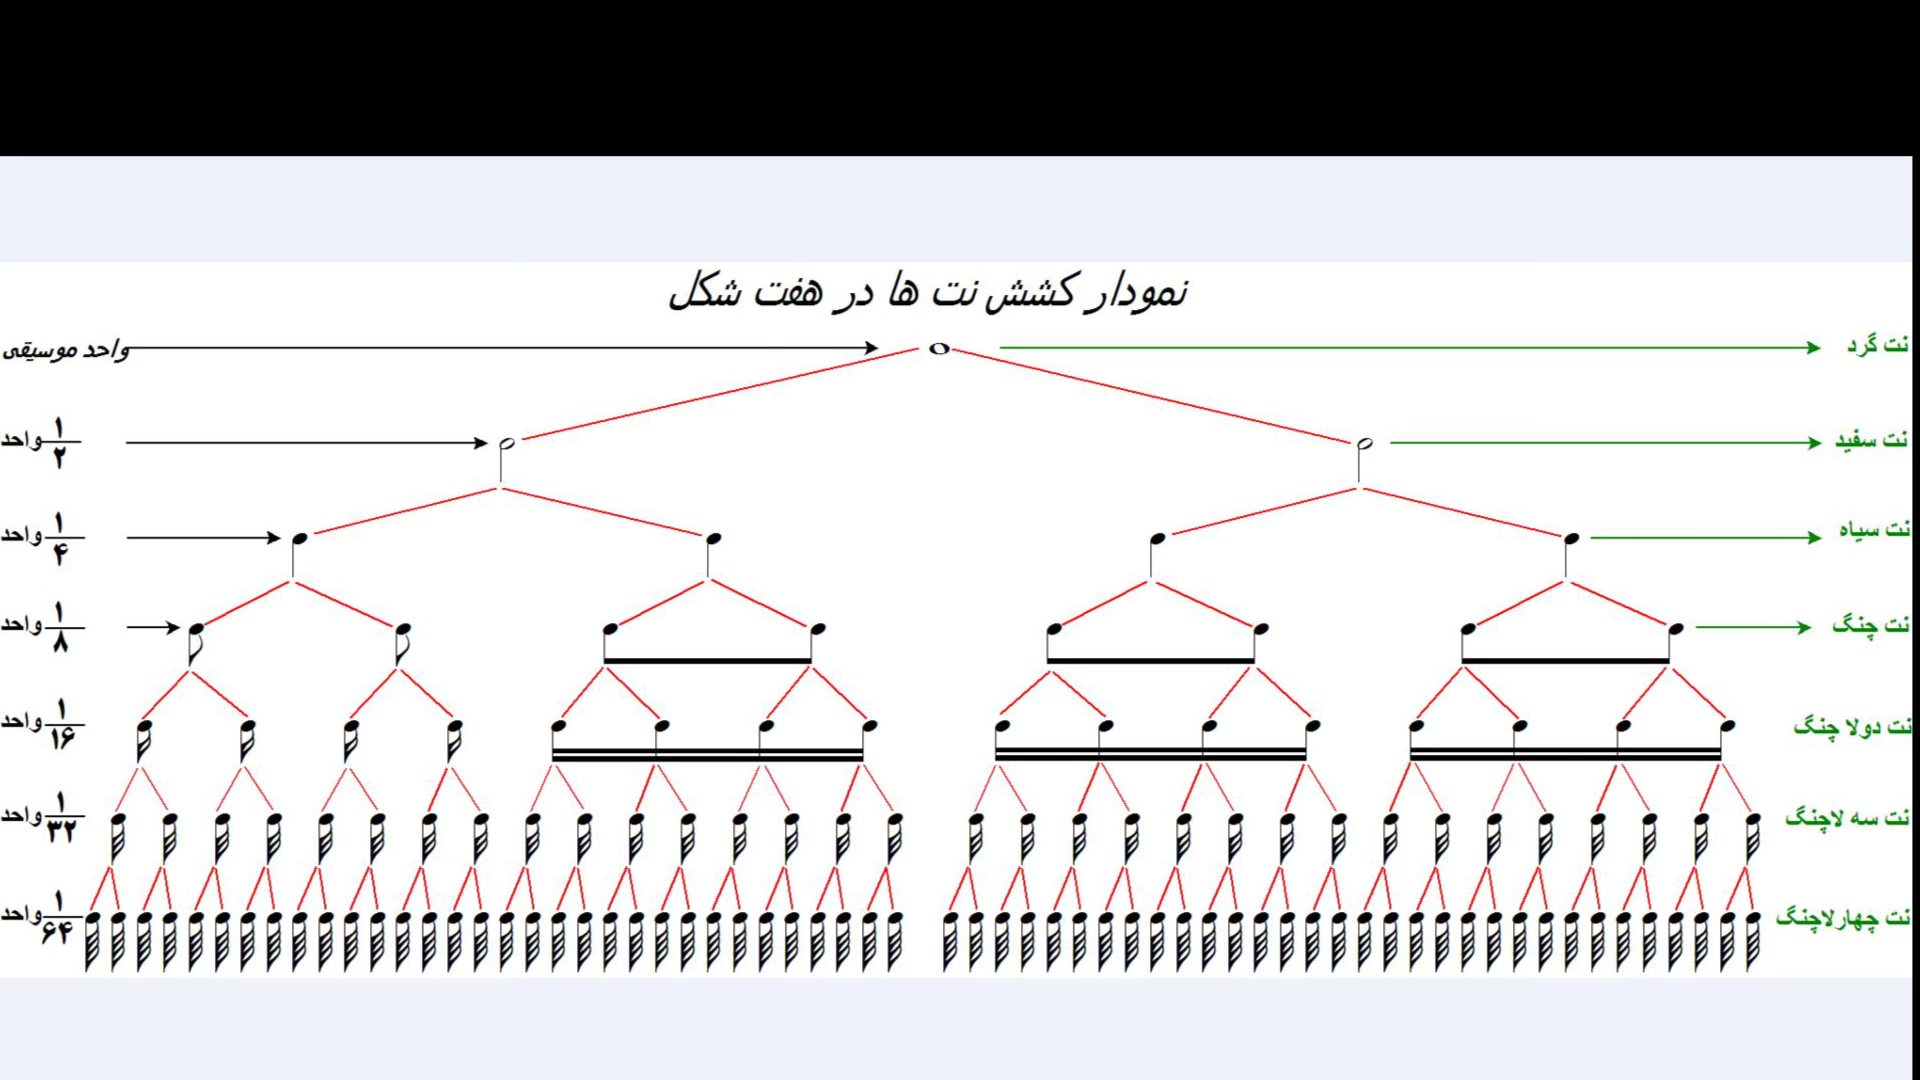 نمودار کشش نت ها در هفت شکل
نت گرد واحد موسیقی
نت سفید ۱/۲ واحد
نت سیاه ۱/۴ واحد
نت چنگ ۱/۸ واحد
نت دولا چنگ ۱/۱۶ واحد
نت سه لاچنگ ۱/۳۲ واحد
نت چهارلاچنگ ۱/۶۴ واحد